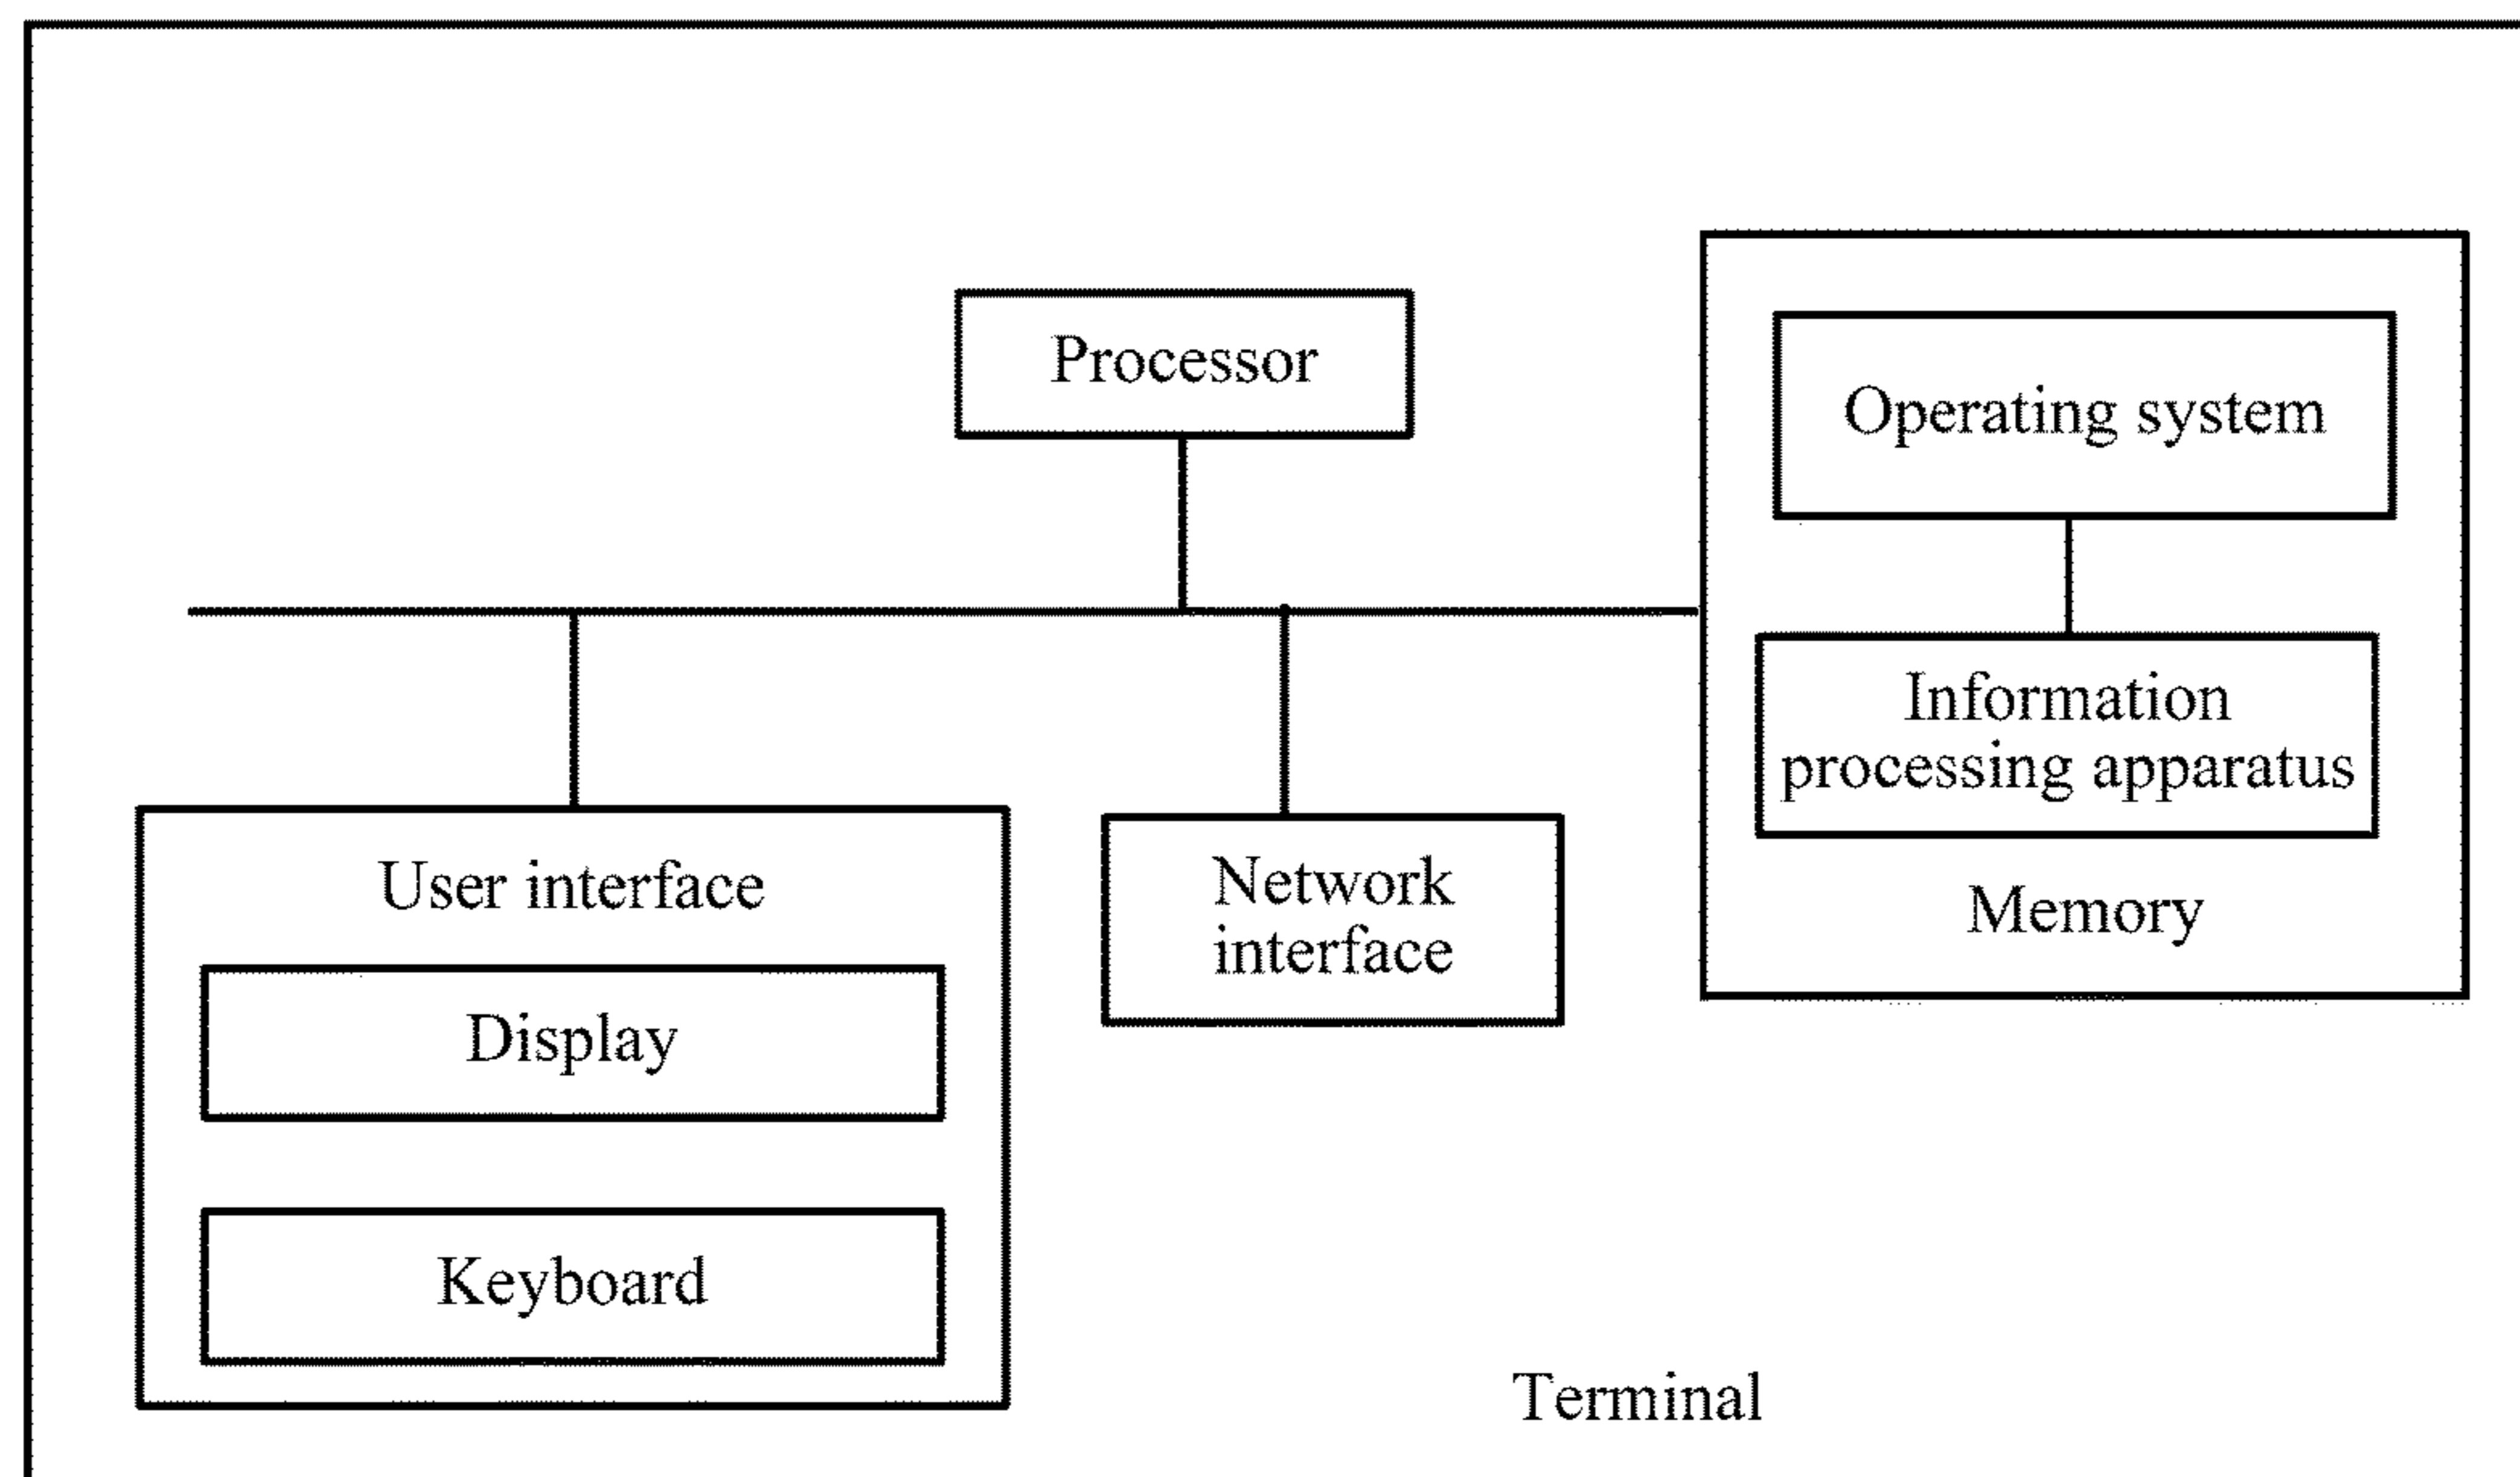 Processor
Operating system
Information
processing apparatus
Memory
User interface
Display
Keyboard
Network
interface
Terminal